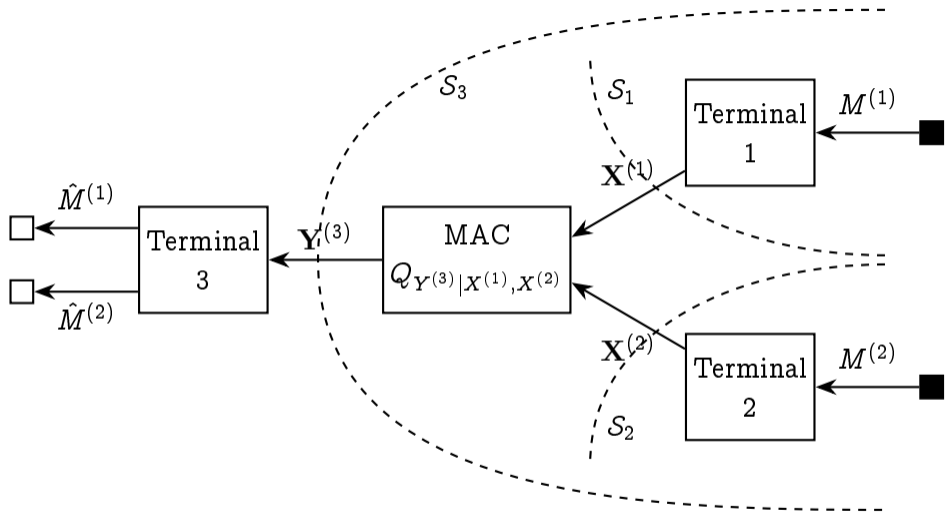 𝒮₃
𝒮₁
Terminal
1
M⁽¹⁾
X⁽¹⁾
M̂⁽¹⁾
Terminal
3
Y⁽³⁾
MAC
Q_{Y⁽³⁾|X⁽¹⁾,X⁽²⁾}
M̂⁽²⁾
X⁽²⁾
Terminal
2
M⁽²⁾
𝒮₂